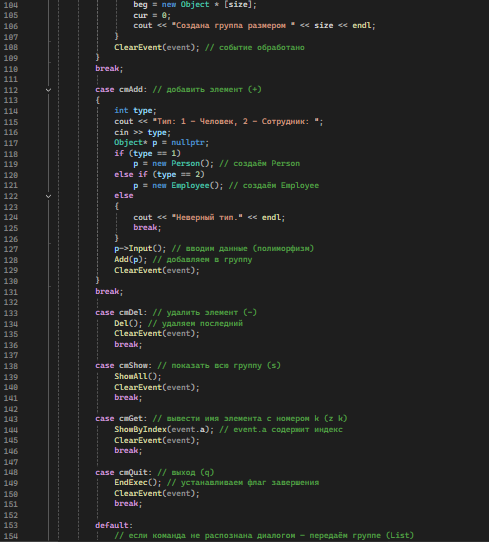 104 beg = new Object * [size];
105 cur = 0;
106 cout << "Создана группа размером " << size << endl;
107 }
108 ClearEvent(event); // событие обработано
109 }
110 break;
111
112 case cmAdd: // добавить элемент (+)
113 {
114 int type;
115 cout << "Тип: 1 - Человек, 2 - Сотрудник: ";
116 cin >> type;
117 Object* p = nullptr;
118 if (type == 1)
119 p = new Person(); // создаём Person
120 else if (type == 2)
121 p = new Employee(); // создаём Employee
122 else
123 {
124 cout << "Неверный тип." << endl;
125 break;
126 }
127 p->Input(); // вводим данные (полиморфизм)
128 Add(p); // добавляем в группу
129 ClearEvent(event);
130 }
131 break;
132
133 case cmDel: // удалить элемент (-)
134 Del(); // удаляем последний
135 ClearEvent(event);
136 break;
137
138 case cmShow: // показать всю группу (s)
139 ShowAll();
140 ClearEvent(event);
141 break;
142
143 case cmGet: // вывести имя элемента с номером k (z k)
144 ShowByIndex(event.a); // event.a содержит индекс
145 ClearEvent(event);
146 break;
147
148 case cmQuit: // выход (q)
149 EndExec(); // устанавливаем флаг завершения
150 ClearEvent(event);
151 break;
152
153 default:
154 // если команда не распознана диалогом - передаём группе (List)